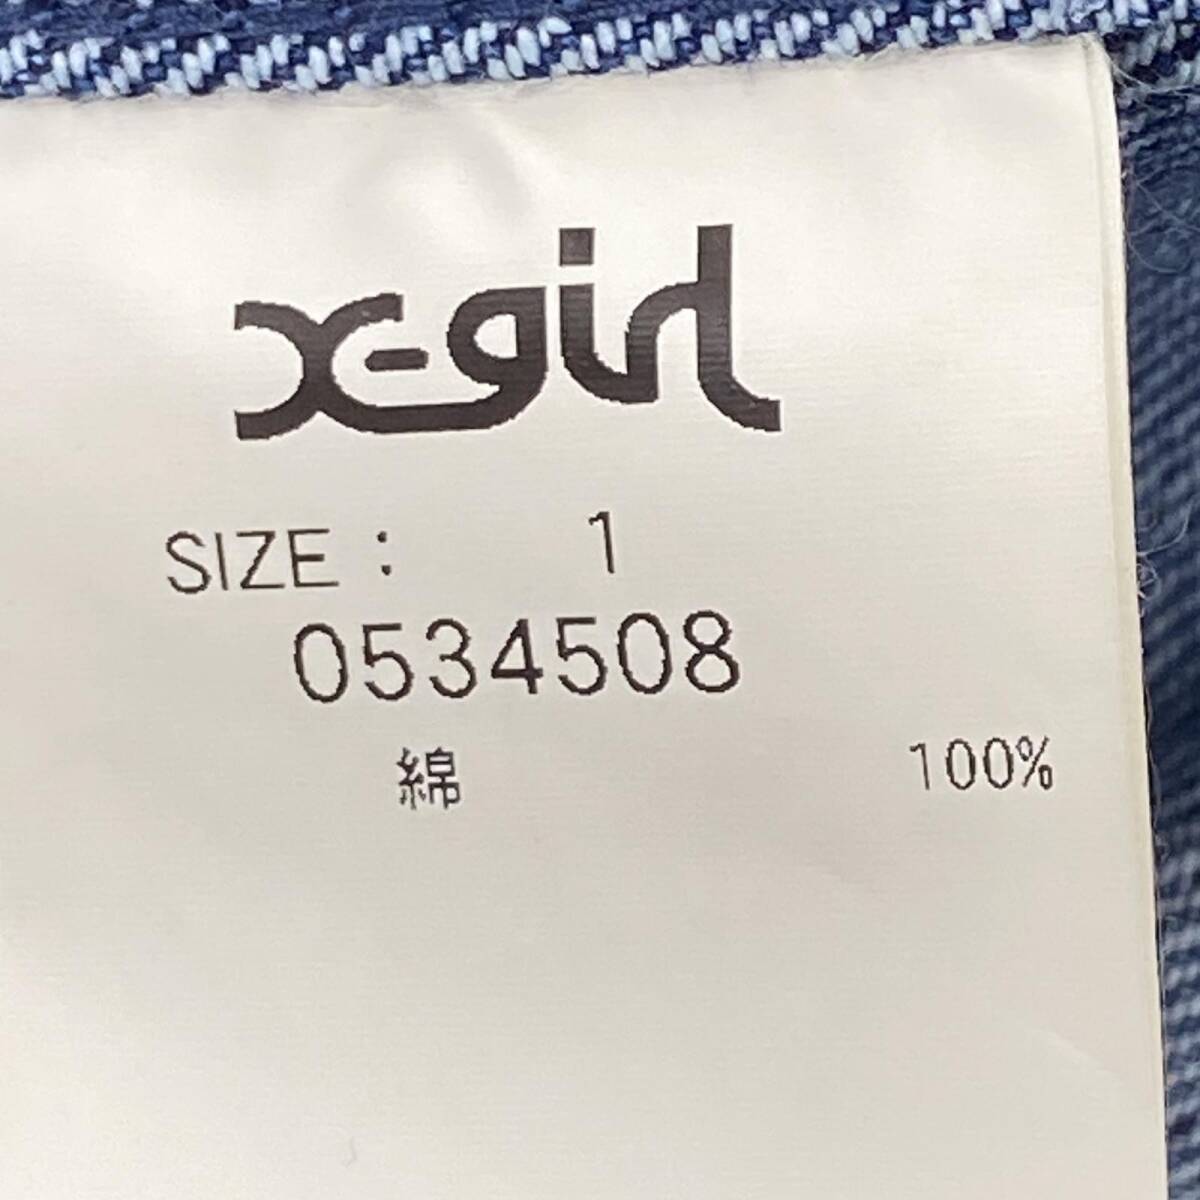 X-girl
SIZE : 1
0534508
綿 100%